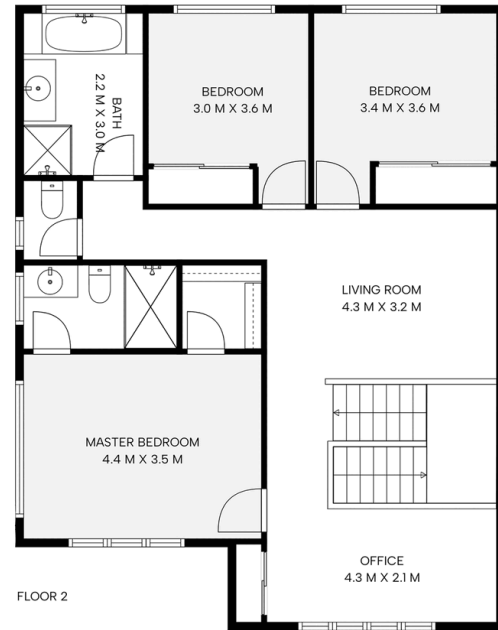 BATH
2.2 M X 3.0 M
BEDROOM
3.0 M X 3.6 M
BEDROOM
3.4 M X 3.6 M
LIVING ROOM
4.3 M X 3.2 M
MASTER BEDROOM
4.4 M X 3.5 M
OFFICE
4.3 M X 2.1 M
FLOOR 2